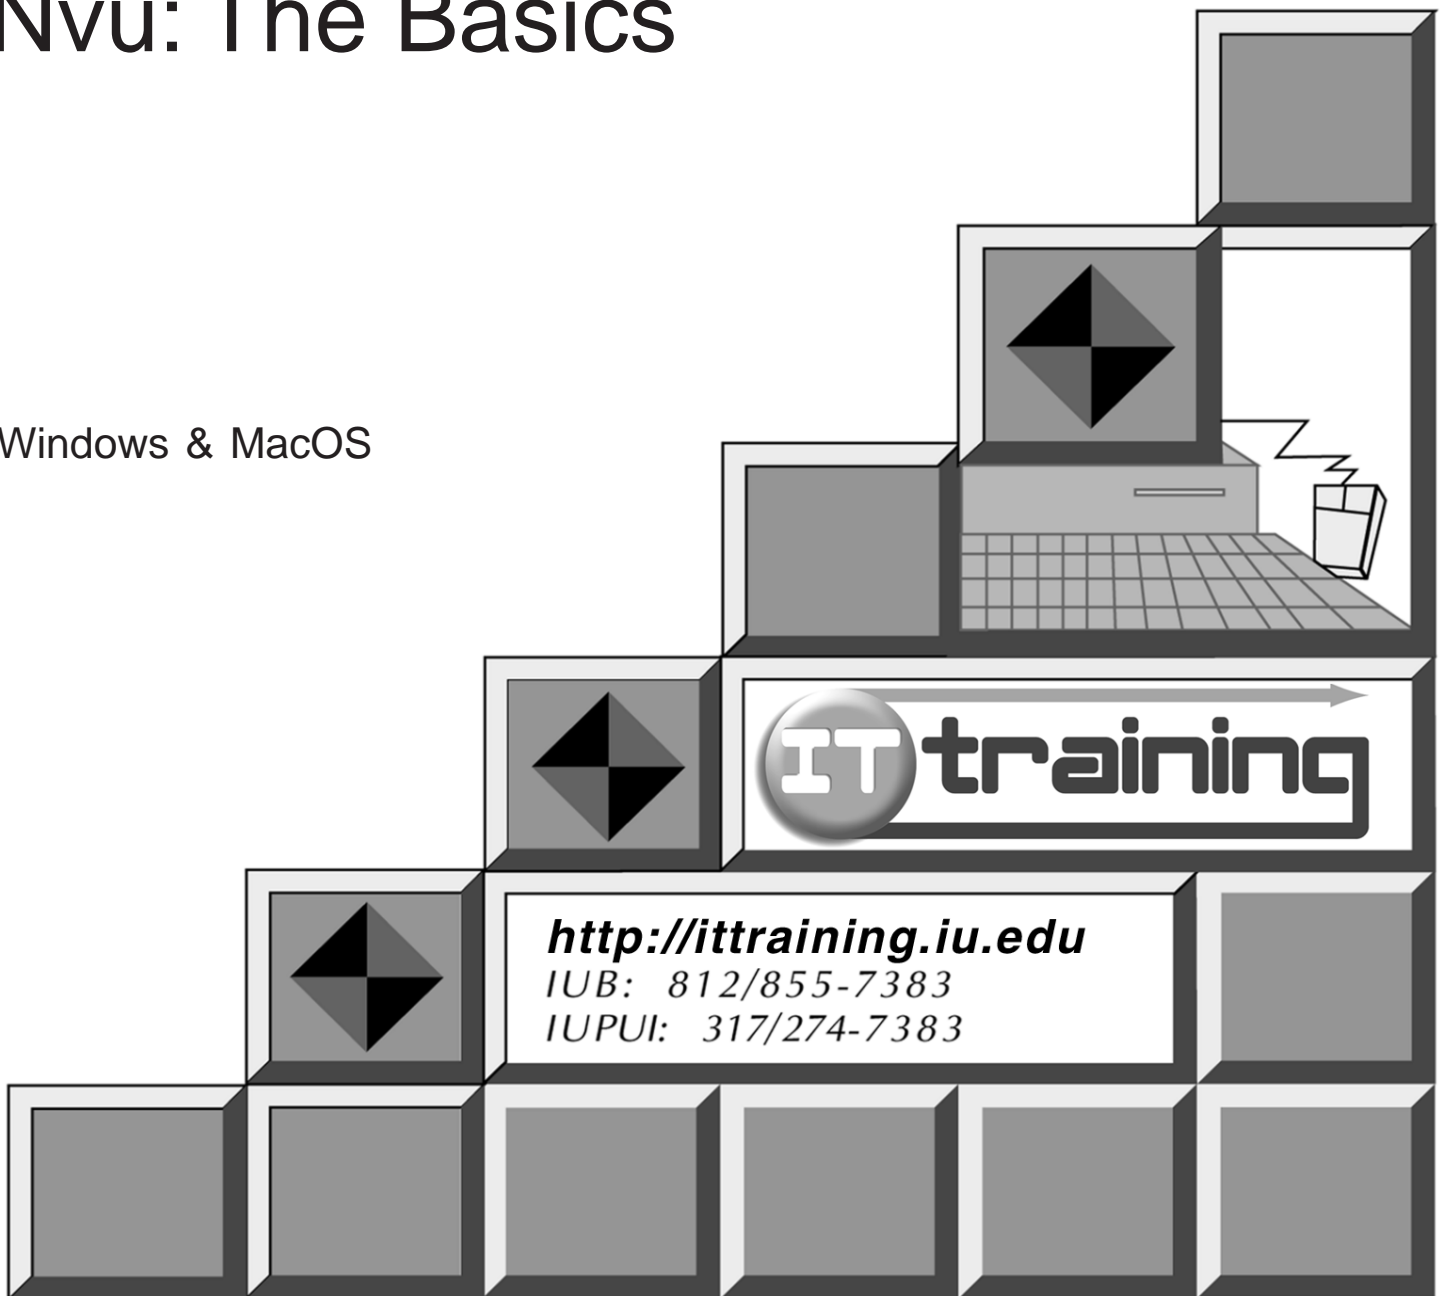 Nvu: The Basics
Windows & MacOS
IT training
http://ittraining.iu.edu
IUB: 812/855-7383
IUPUI: 317/274-7383